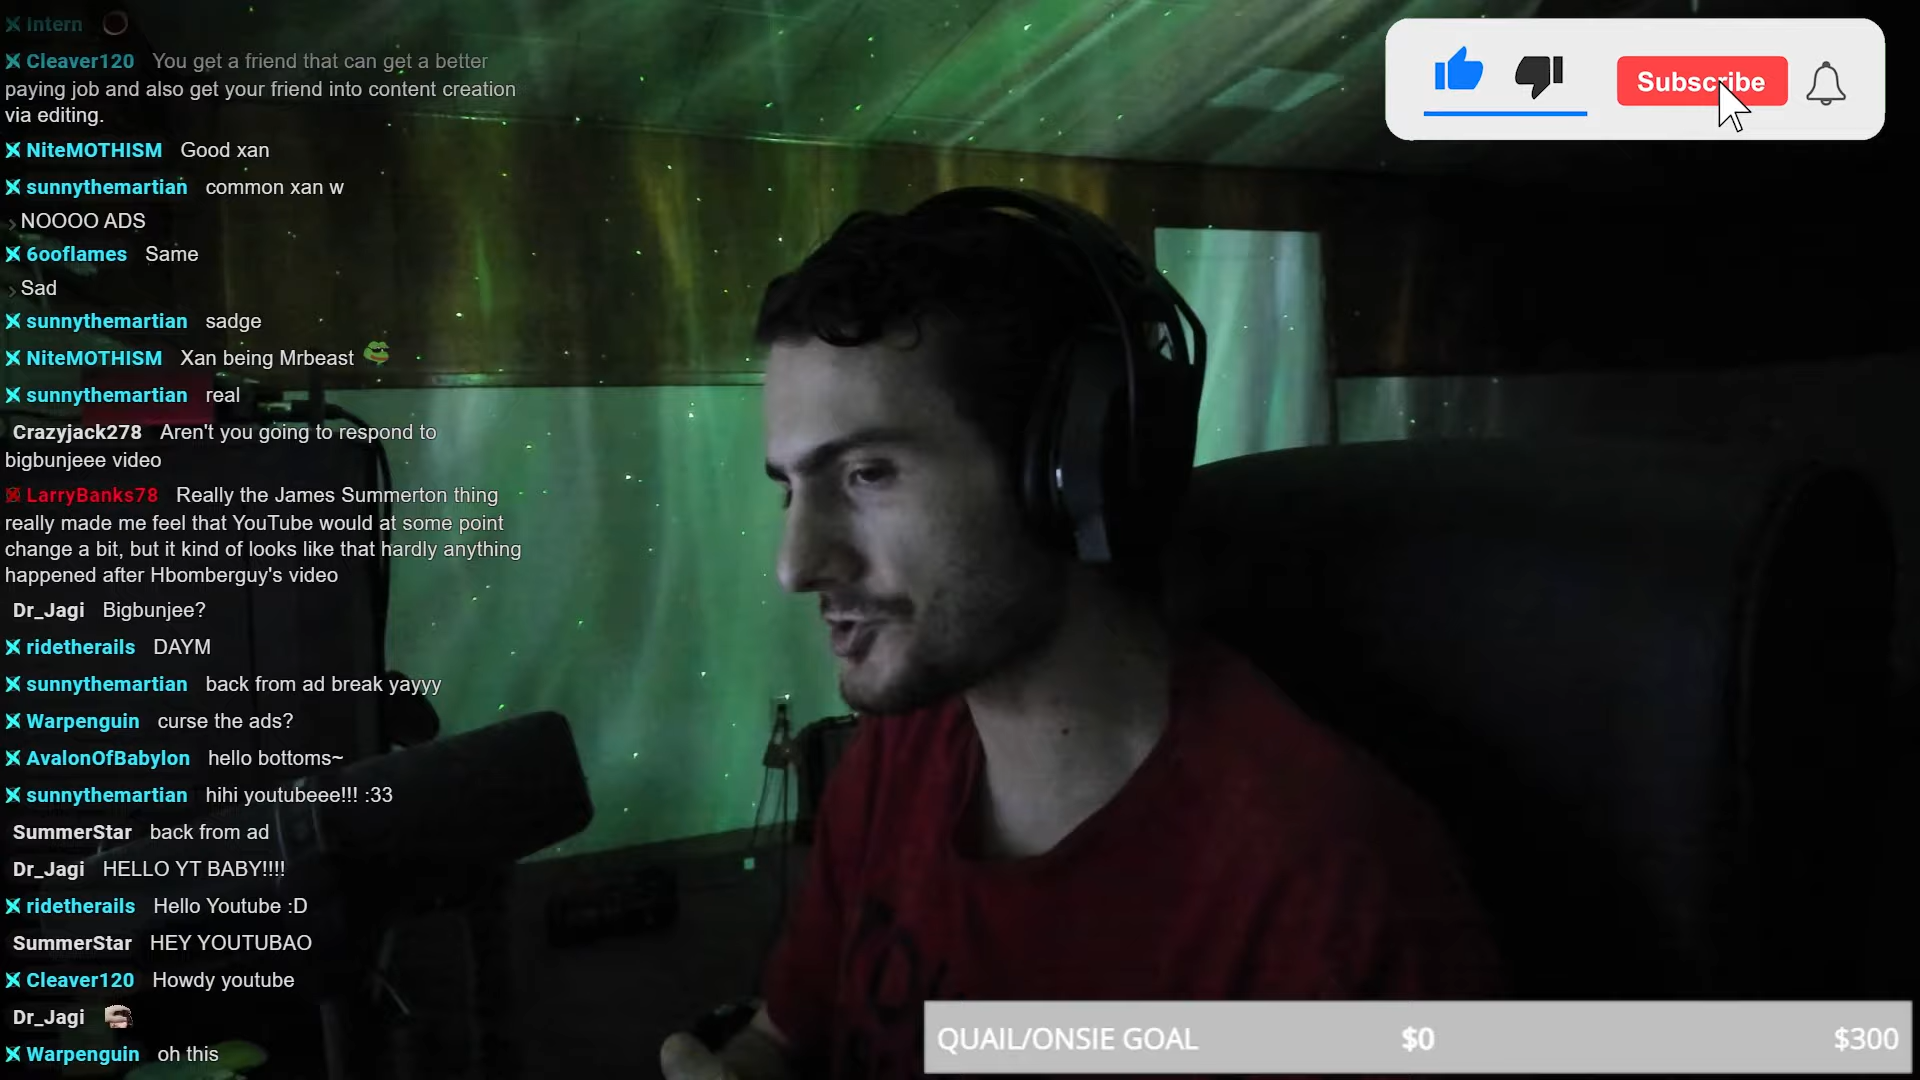 intern
Cleaver120 You get a friend that can get a better
paying job and also get your friend into content creation
via editing.
NiteMOTHISM Good xan
sunnythemartian common xan w
NOOOO ADS
6ooflames Same
Sad
sunnythemartian sadge
NiteMOTHISM Xan being Mrbeast
sunnythemartian real
Crazyjack278 Aren't you going to respond to
bigbunjeee video
LarryBanks78 Really the James Summerton thing
really made me feel that YouTube would at some point
change a bit, but it kind of looks like that hardly anything
happened after Hbomberguy's video
Dr_Jagi Bigbunjee?
ridetherails DAYM
sunnythemartian back from ad break yayyy
Warpenguin curse the ads?
AvalonOfBabylon hello bottoms~
sunnythemartian hihi youtubeee!!! :33
SummerStar back from ad
Dr_Jagi HELLO YT BABY!!!!
ridetherails Hello Youtube :D
SummerStar HEY YOUTUBAO
Cleaver120 Howdy youtube
Dr_Jagi
Warpenguin oh this
Subscribe
QUAIL/ONSIE GOAL $0 $300